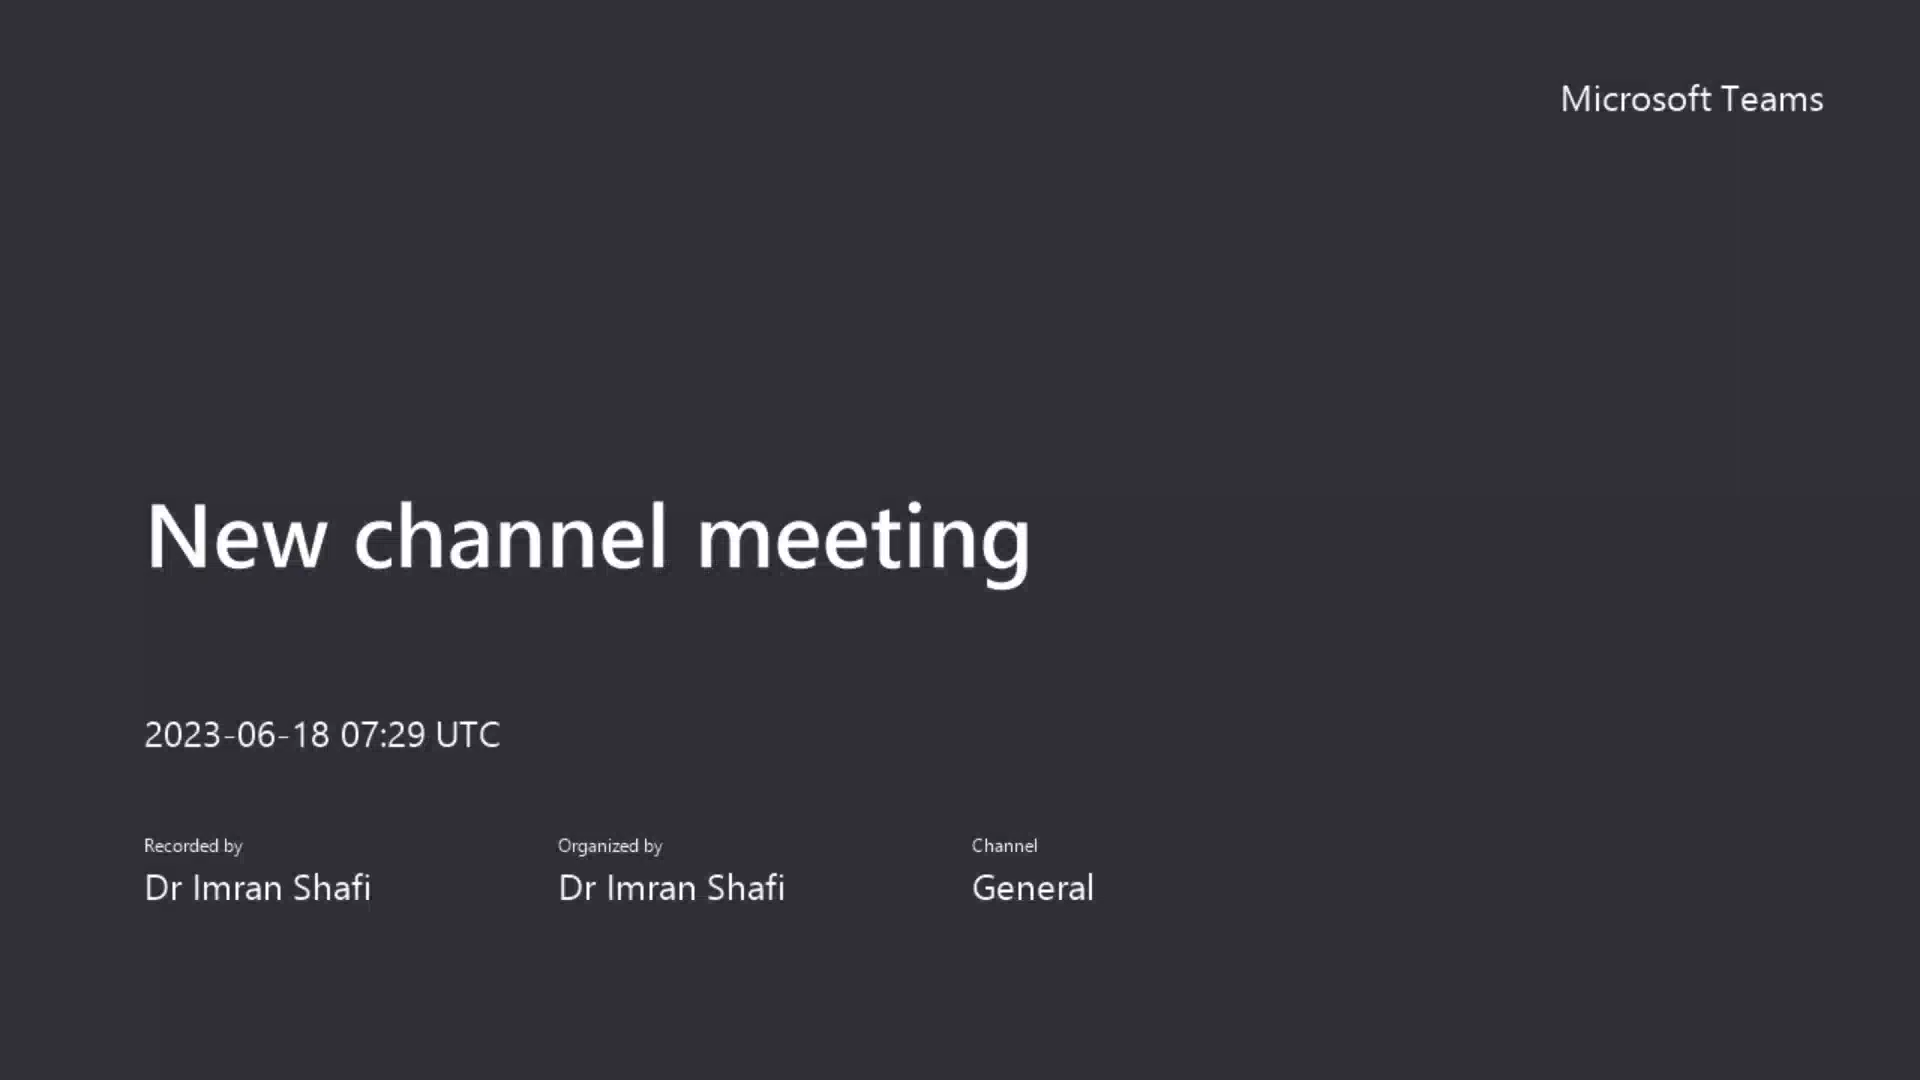 Microsoft Teams
New channel meeting
2023-06-18 07:29 UTC
Recorded by
Dr Imran Shafi
Organized by
Dr Imran Shafi
Channel
General